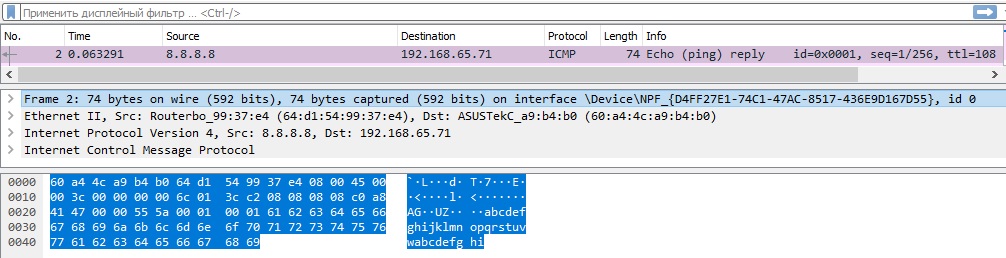 Применить дисплейный фильтр ... <Ctrl-/>
No. Time Source Destination Protocol Length Info
2 0.063291 8.8.8.8 192.168.65.71 ICMP 74 Echo (ping) reply id=0x0001, seq=1/256, ttl=108
Frame 2: 74 bytes on wire (592 bits), 74 bytes captured (592 bits) on interface \Device\NPF_{D4FF27E1-74C1-47AC-8517-436E9D167D55}, id 0
Ethernet II, Src: Routerbo_99:37:e4 (64:d1:54:99:37:e4), Dst: ASUSTekC_a9:b4:b0 (60:a4:4c:a9:b4:b0)
Internet Protocol Version 4, Src: 8.8.8.8, Dst: 192.168.65.71
Internet Control Message Protocol
0000 60 a4 4c a9 b4 b0 64 d1 54 99 37 e4 08 00 45 00 `·L···d· T·7···E·
0010 00 3c 00 00 00 00 6c 01 3c c2 08 08 08 08 c0 a8 ·<····l· <·······
0020 41 47 00 00 55 5a 00 01 00 01 61 62 63 64 65 66 AG··UZ·· ··abcdef
0030 67 68 69 6a 6b 6c 6d 6e 6f 70 71 72 73 74 75 76 ghijklmn opqrstuv
0040 77 61 62 63 64 65 66 67 68 69 wabcdefg hi